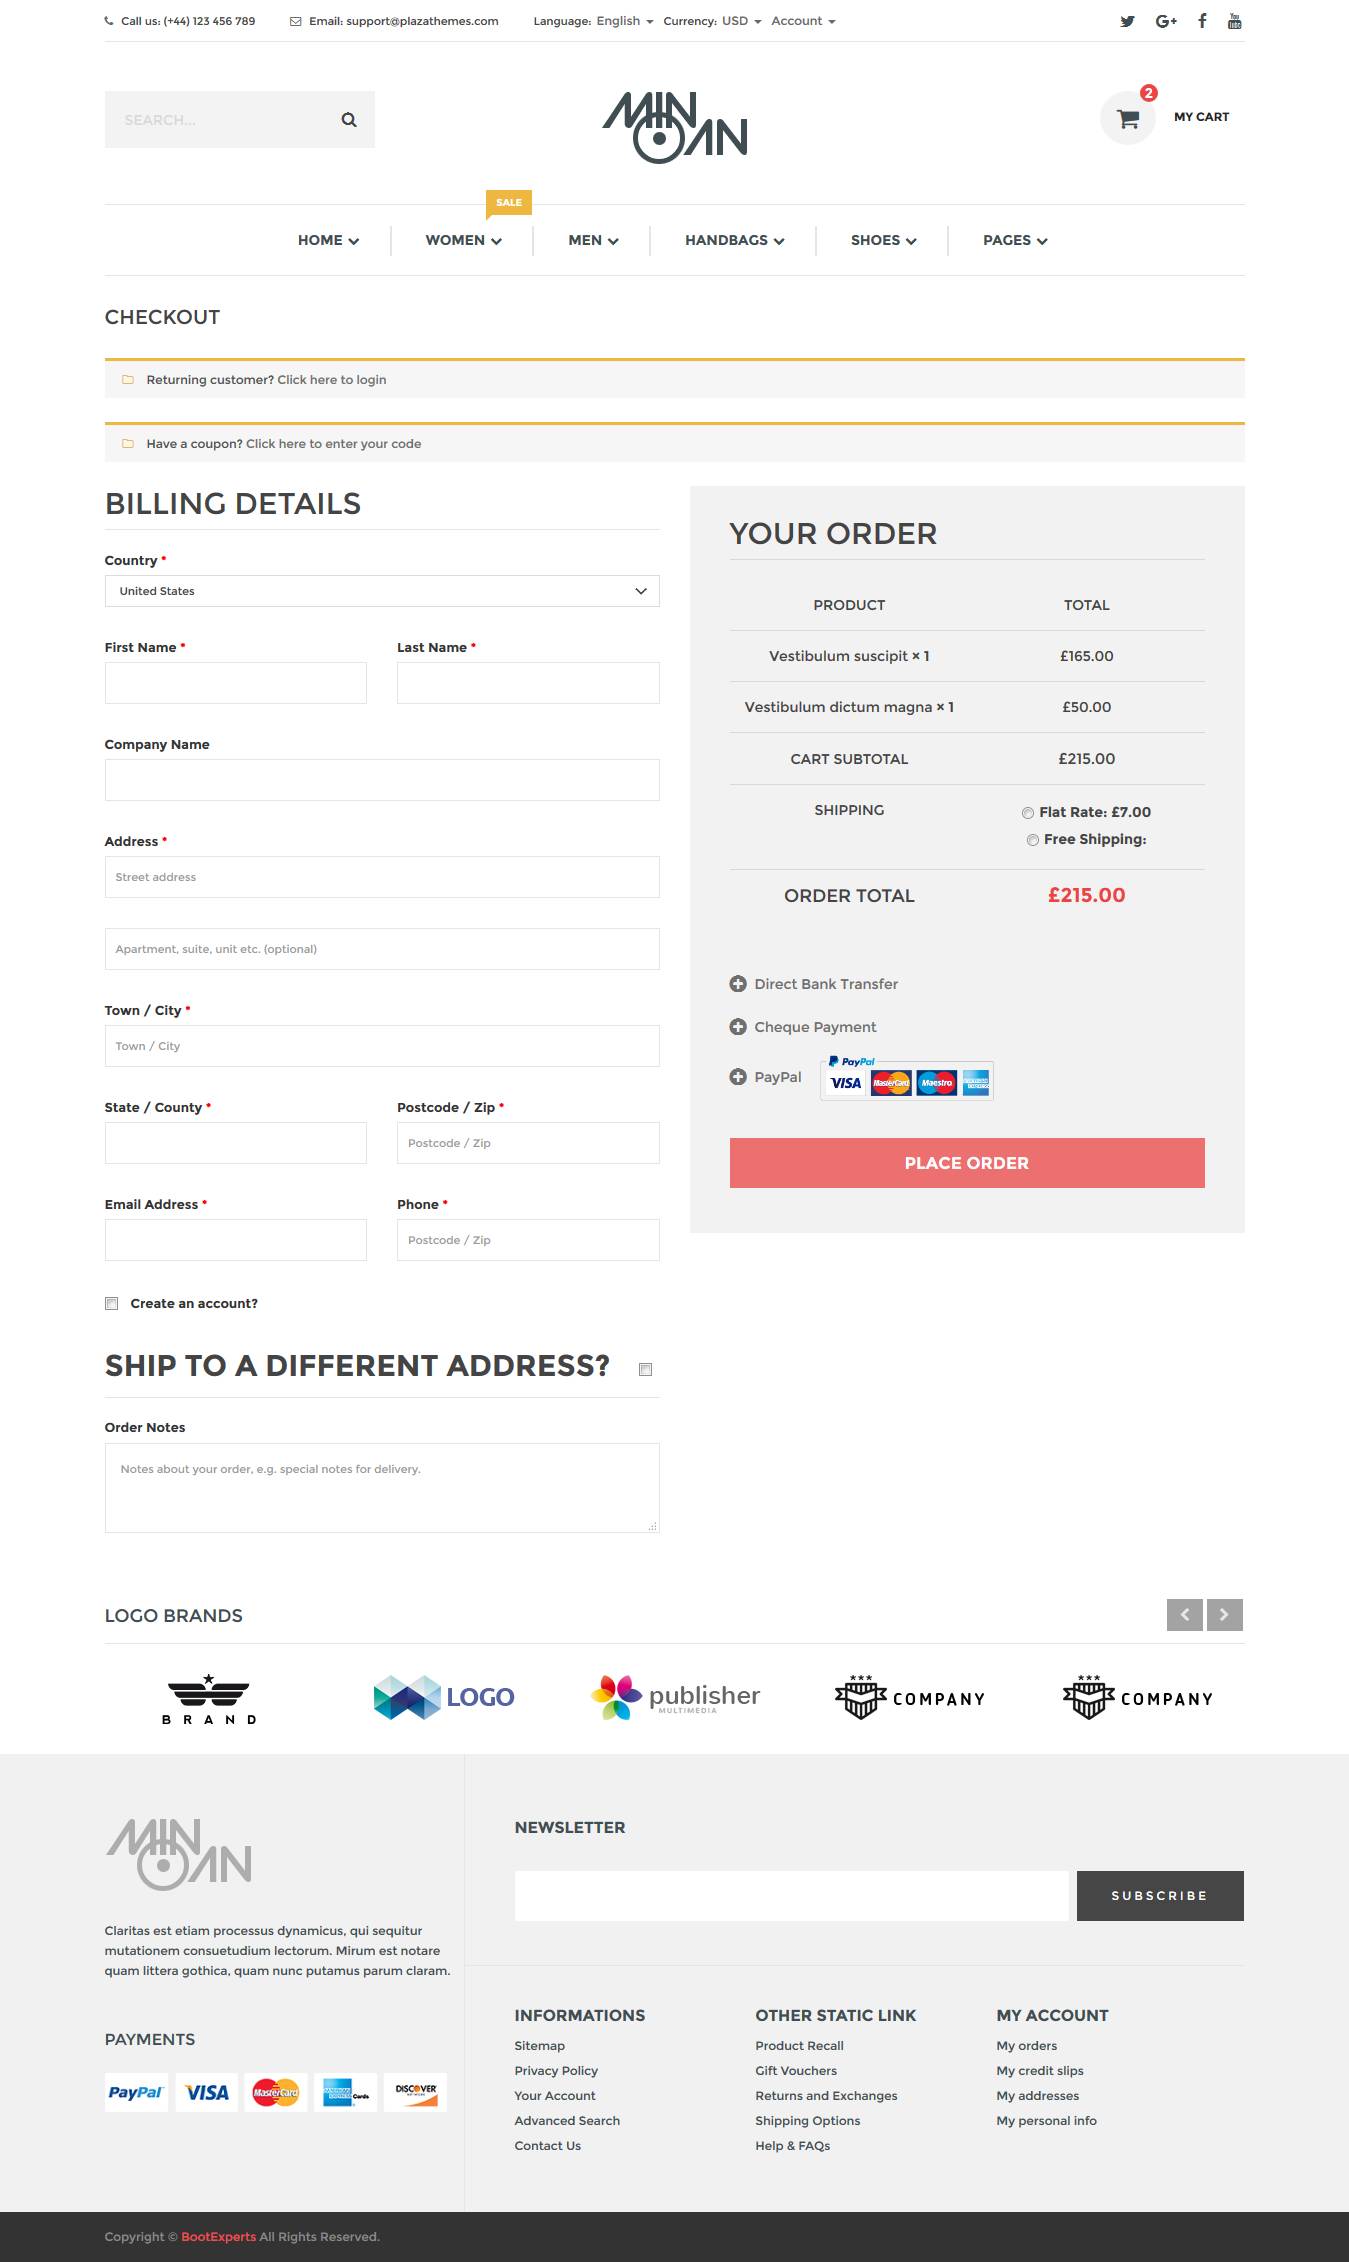 Call us: (+44) 123 456 789 Email: support@plazathemes.com Language: English Currency: USD Account
SEARCH...
MINOAN
2
MY CART
SALE
HOME WOMEN MEN HANDBAGS SHOES PAGES
CHECKOUT
Returning customer? Click here to login
Have a coupon? Click here to enter your code
BILLING DETAILS
Country *
United States
First Name * Last Name *
Company Name
Address *
Street address
Apartment, suite, unit etc. (optional)
Town / City *
Town / City
State / County * Postcode / Zip *
Postcode / Zip
Email Address * Phone *
Postcode / Zip
Create an account?
SHIP TO A DIFFERENT ADDRESS?
Order Notes
Notes about your order, e.g. special notes for delivery.
YOUR ORDER
PRODUCT TOTAL
Vestibulum suscipit × 1 £165.00
Vestibulum dictum magna × 1 £50.00
CART SUBTOTAL £215.00
SHIPPING Flat Rate: £7.00
Free Shipping:
ORDER TOTAL £215.00
Direct Bank Transfer
Cheque Payment
PayPal
PayPal VISA MasterCard Maestro AMERICAN EXPRESS
PLACE ORDER
LOGO BRANDS
BRAND
LOGO
publisher
MULTIMEDIA
COMPANY
COMPANY
MINOAN
Claritas est etiam processus dynamicus, qui sequitur
mutationem consuetudium lectorum. Mirum est notare
quam littera gothica, quam nunc putamus parum claram.
PAYMENTS
PayPal VISA MasterCard AMERICAN EXPRESS Cards DISCOVER NETWORK
NEWSLETTER
SUBSCRIBE
INFORMATIONS
Sitemap
Privacy Policy
Your Account
Advanced Search
Contact Us
OTHER STATIC LINK
Product Recall
Gift Vouchers
Returns and Exchanges
Shipping Options
Help & FAQs
MY ACCOUNT
My orders
My credit slips
My addresses
My personal info
Copyright © BootExperts All Rights Reserved.